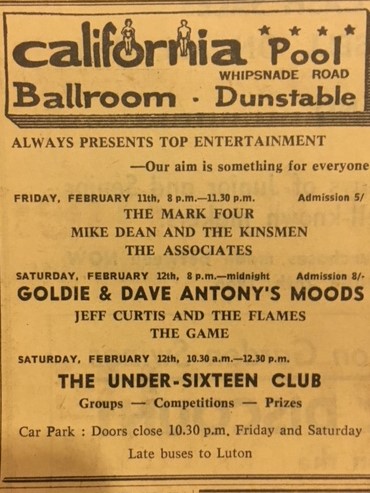 california Pool
WHIPSNADE ROAD
Ballroom · Dunstable
ALWAYS PRESENTS TOP ENTERTAINMENT
—Our aim is something for everyone
FRIDAY, FEBRUARY 11th, 8 p.m.—11.30 p.m. Admission 5/
THE MARK FOUR
MIKE DEAN AND THE KINSMEN
THE ASSOCIATES
SATURDAY, FEBRUARY 12th, 8 p.m.—midnight Admission 8/-
GOLDIE & DAVE ANTONY'S MOODS
JEFF CURTIS AND THE FLAMES
THE GAME
SATURDAY, FEBRUARY 12th, 10.30 a.m.—12.30 p.m.
THE UNDER-SIXTEEN CLUB
Groups — Competitions — Prizes
Car Park : Doors close 10.30 p.m. Friday and Saturday
Late buses to Luton